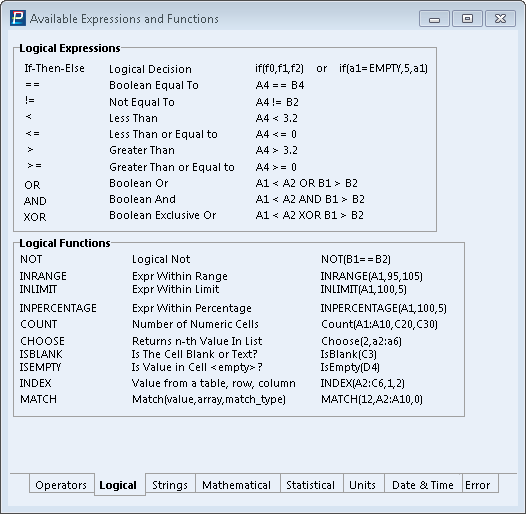 Available Expressions and Functions
Logical Expressions
If-Then-Else Logical Decision if(f0,f1,f2) or if(a1=EMPTY,5,a1)
== Boolean Equal To A4 == B4
!= Not Equal To A4 != B2
< Less Than A4 < 3.2
<= Less Than or Equal to A4 <= 0
> Greater Than A4 > 3.2
>= Greater Than or Equal to A4 >= 0
OR Boolean Or A1 < A2 OR B1 > B2
AND Boolean And A1 < A2 AND B1 > B2
XOR Boolean Exclusive Or A1 < A2 XOR B1 > B2
Logical Functions
NOT Logical Not NOT(B1==B2)
INRANGE Expr Within Range INRANGE(A1,95,105)
INLIMIT Expr Within Limit INLIMIT(A1,100,5)
INPERCENTAGE Expr Within Percentage INPERCENTAGE(A1,100,5)
COUNT Number of Numeric Cells Count(A1:A10,C20,C30)
CHOOSE Returns n-th Value In List Choose(2,a2:a6)
ISBLANK Is The Cell Blank or Text? IsBlank(C3)
ISEMPTY Is Value in Cell <empty>? IsEmpty(D4)
INDEX Value from a table, row, column INDEX(A2:C6,1,2)
MATCH Match(value,array,match_type) MATCH(12,A2:A10,0)
Operators Logical Strings Mathematical Statistical Units Date & Time Error